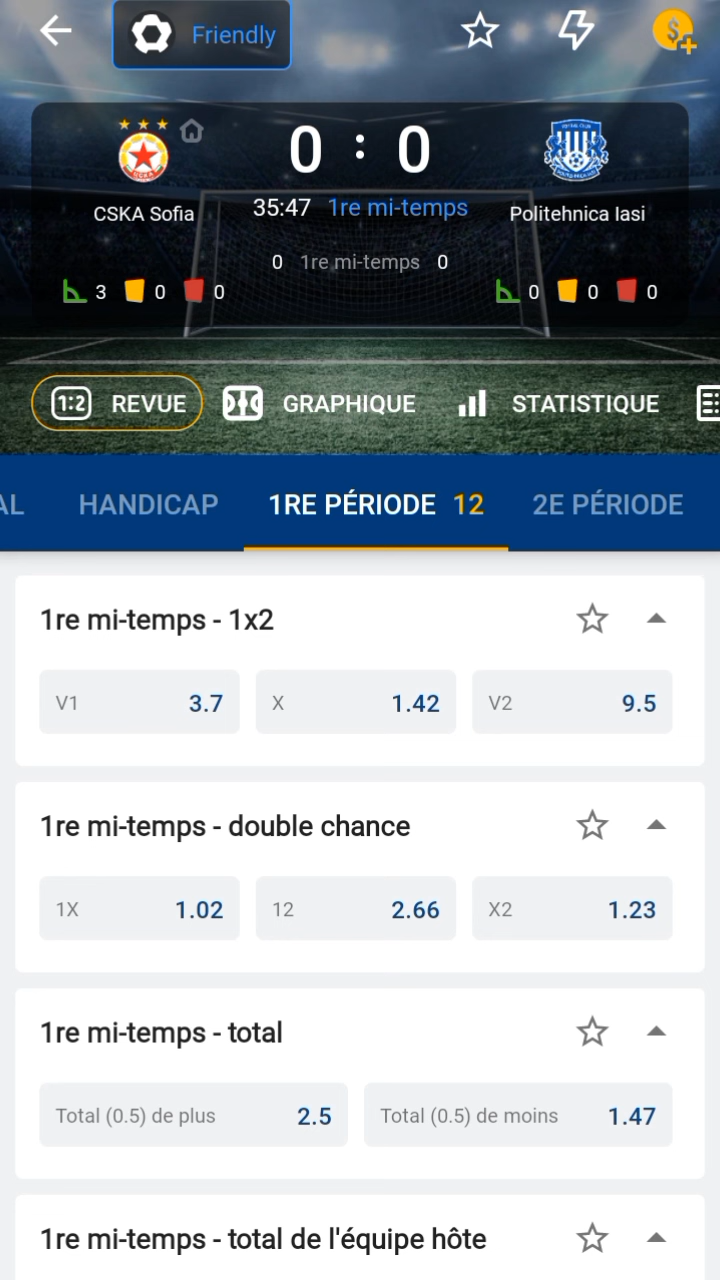 Friendly
0 : 0
CSKA Sofia
35:47 1re mi-temps
Politehnica Iasi
0 1re mi-temps 0
3 0 0
0 0 0
1:2 REVUE
GRAPHIQUE
STATISTIQUE
AL
HANDICAP
1RE PÉRIODE 12
2E PÉRIODE
1re mi-temps - 1x2
V1 3.7
X 1.42
V2 9.5
1re mi-temps - double chance
1X 1.02
12 2.66
X2 1.23
1re mi-temps - total
Total (0.5) de plus 2.5
Total (0.5) de moins 1.47
1re mi-temps - total de l'équipe hôte